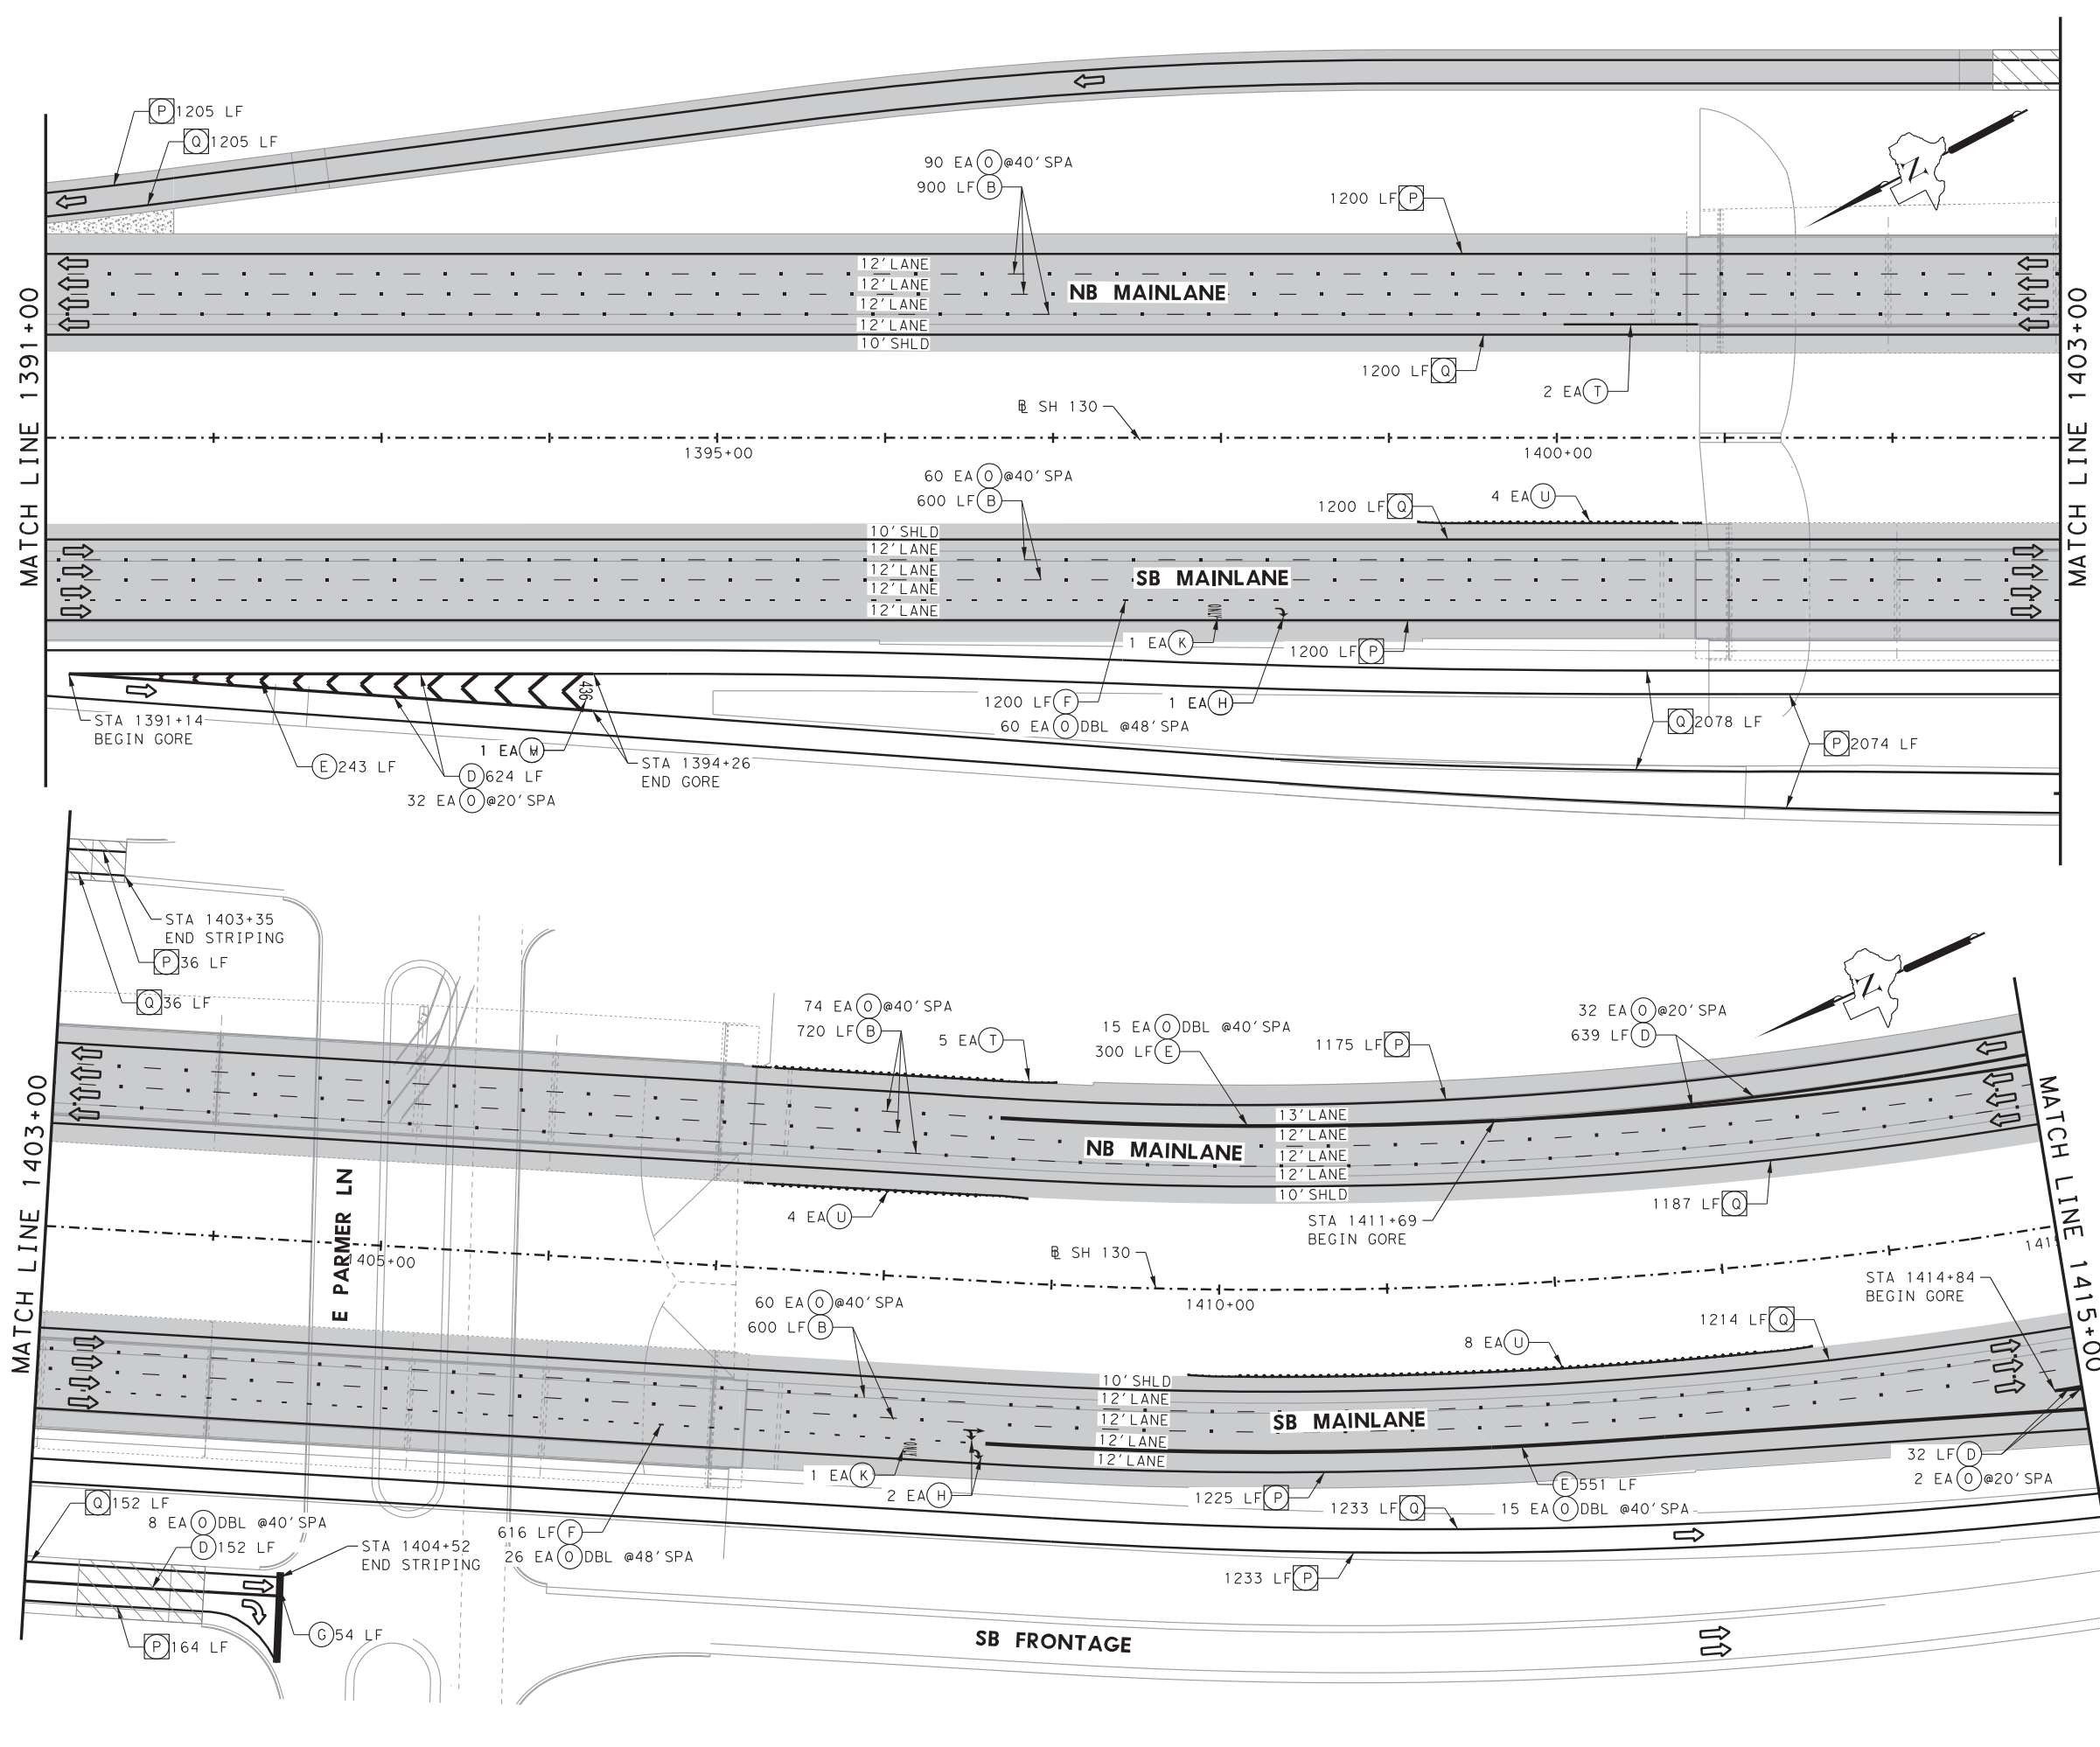 P 1205 LF
Q 1205 LF
90 EA O @40' SPA
900 LF B
1200 LF P
N
12' LANE
12' LANE
12' LANE
12' LANE
10' SHLD
NB MAINLANE
1200 LF Q
2 EA T
MATCH LINE 1391+00
MATCH LINE 1403+00
BL SH 130
1395+00
1400+00
60 EA O @40' SPA
600 LF B
1200 LF Q
4 EA U
10' SHLD
12' LANE
12' LANE
12' LANE
12' LANE
SB MAINLANE
ONLY
1 EA K
1200 LF P
436
1200 LF F
1 EA H
60 EA O DBL @48' SPA
STA 1391+14
BEGIN GORE
E 243 LF
1 EA
D 624 LF
32 EA O @20' SPA
STA 1394+26
END GORE
Q 2078 LF
P 2074 LF
STA 1403+35
END STRIPING
P 36 LF
Q 36 LF
74 EA O @40' SPA
720 LF B
5 EA T
15 EA O DBL @40' SPA
300 LF E
1175 LF P
32 EA O @20' SPA
639 LF D
N
13' LANE
12' LANE
12' LANE
12' LANE
10' SHLD
NB MAINLANE
4 EA U
STA 1411+69
BEGIN GORE
1187 LF Q
MATCH LINE 1403+00
MATCH LINE 1415+00
E PARMER LN
1405+00
BL SH 130
1410+00
141
STA 1414+84
BEGIN GORE
60 EA O @40' SPA
600 LF B
8 EA U
1214 LF Q
10' SHLD
12' LANE
12' LANE
12' LANE
12' LANE
SB MAINLANE
ONLY
1 EA K
2 EA H
1225 LF P
1233 LF Q
E 551 LF
15 EA O DBL @40' SPA
32 LF D
2 EA O @20' SPA
Q 152 LF
8 EA O DBL @40' SPA
D 152 LF
STA 1404+52
END STRIPING
616 LF F
26 EA O DBL @48' SPA
1233 LF P
P 164 LF
G 54 LF
SB FRONTAGE